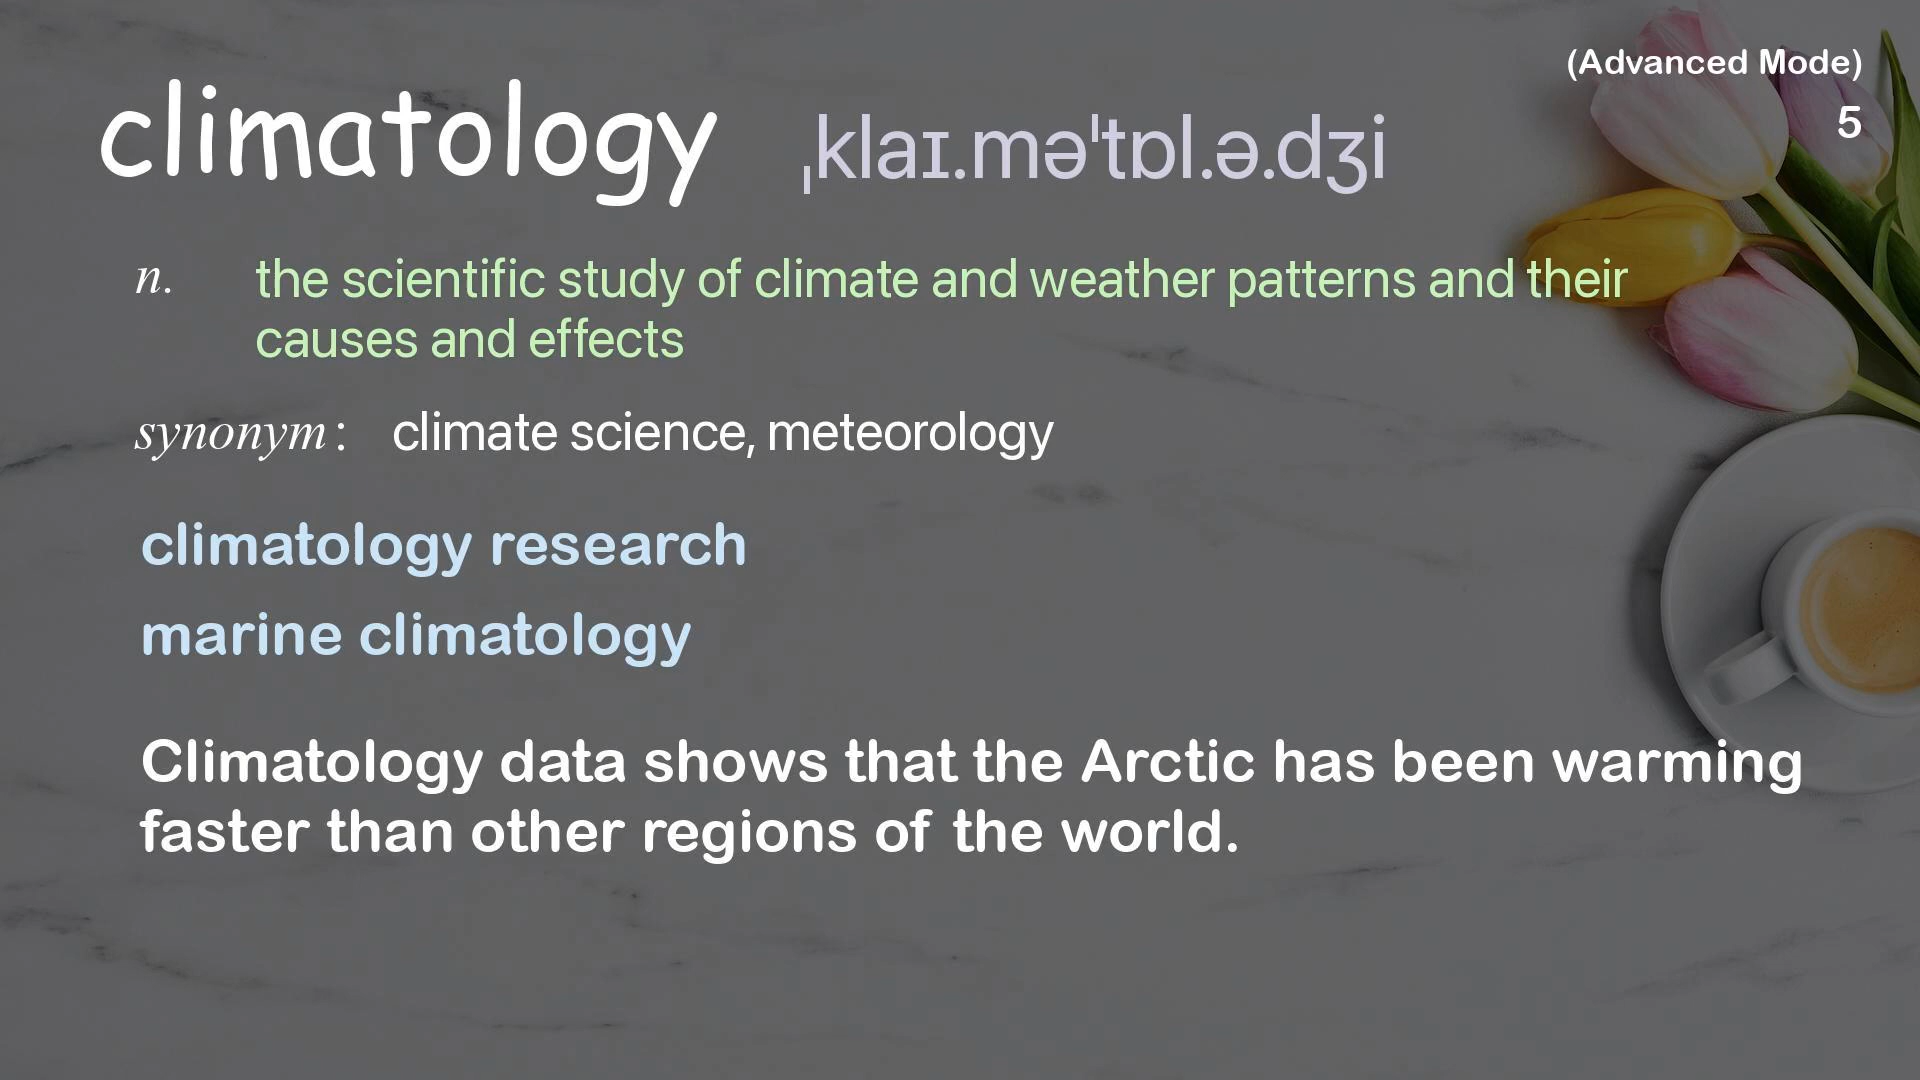 (Advanced Mode)
climatology ˌklaɪ.məˈtɒl.ə.dʒi
5
n. the scientific study of climate and weather patterns and their
causes and effects
synonym: climate science, meteorology
climatology research
marine climatology
Climatology data shows that the Arctic has been warming
faster than other regions of the world.